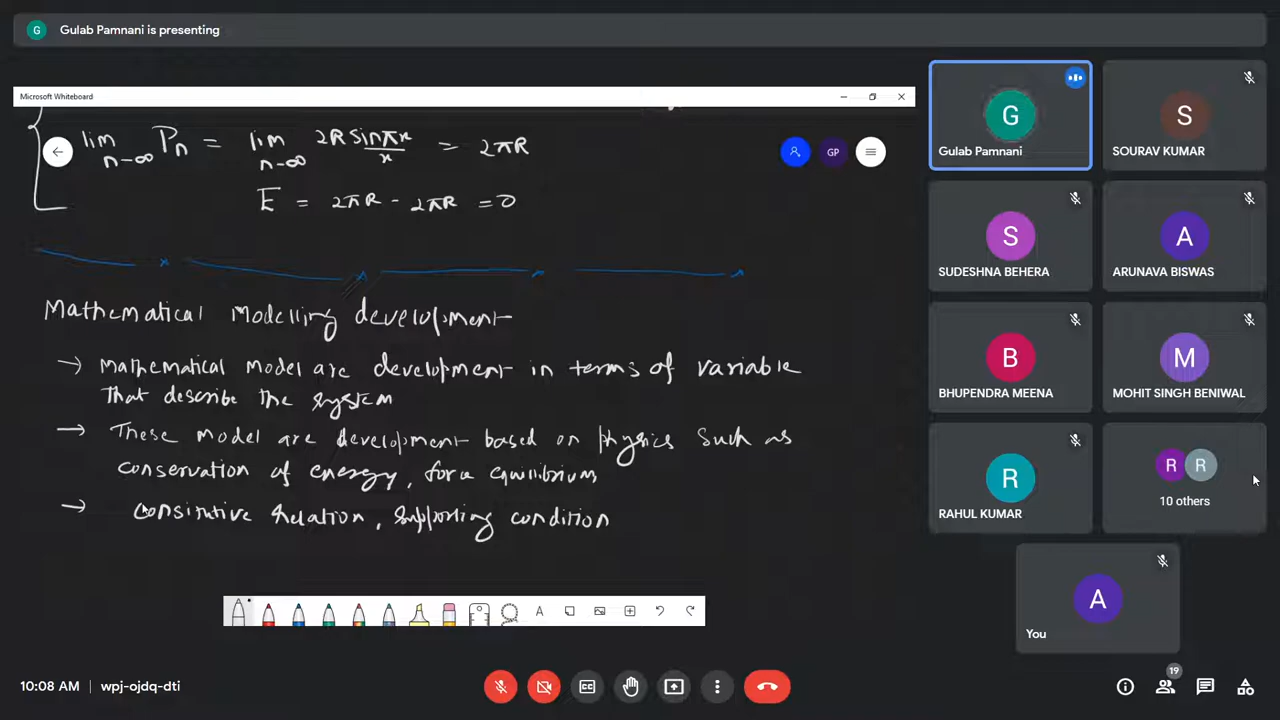 G Gulab Pamnani is presenting
Microsoft Whiteboard
lim n→∞ Pn = lim n→∞ 2R sinπx/x = 2πR
GP
E = 2πR - 2πR = 0
Mathematical Modelling development
→ Mathematical model are development in terms of variable
That describe the system
→ These model are development based on physics such as
conservation of energy, for a equilibrium
→ consitutive relation, supporting condition
A
G
Gulab Pamnani
S
SOURAV KUMAR
S
SUDESHNA BEHERA
A
ARUNAVA BISWAS
B
BHUPENDRA MEENA
M
MOHIT SINGH BENIWAL
R
RAHUL KUMAR
R R
10 others
A
You
10:08 AM | wpj-ojdq-dti
CC
19